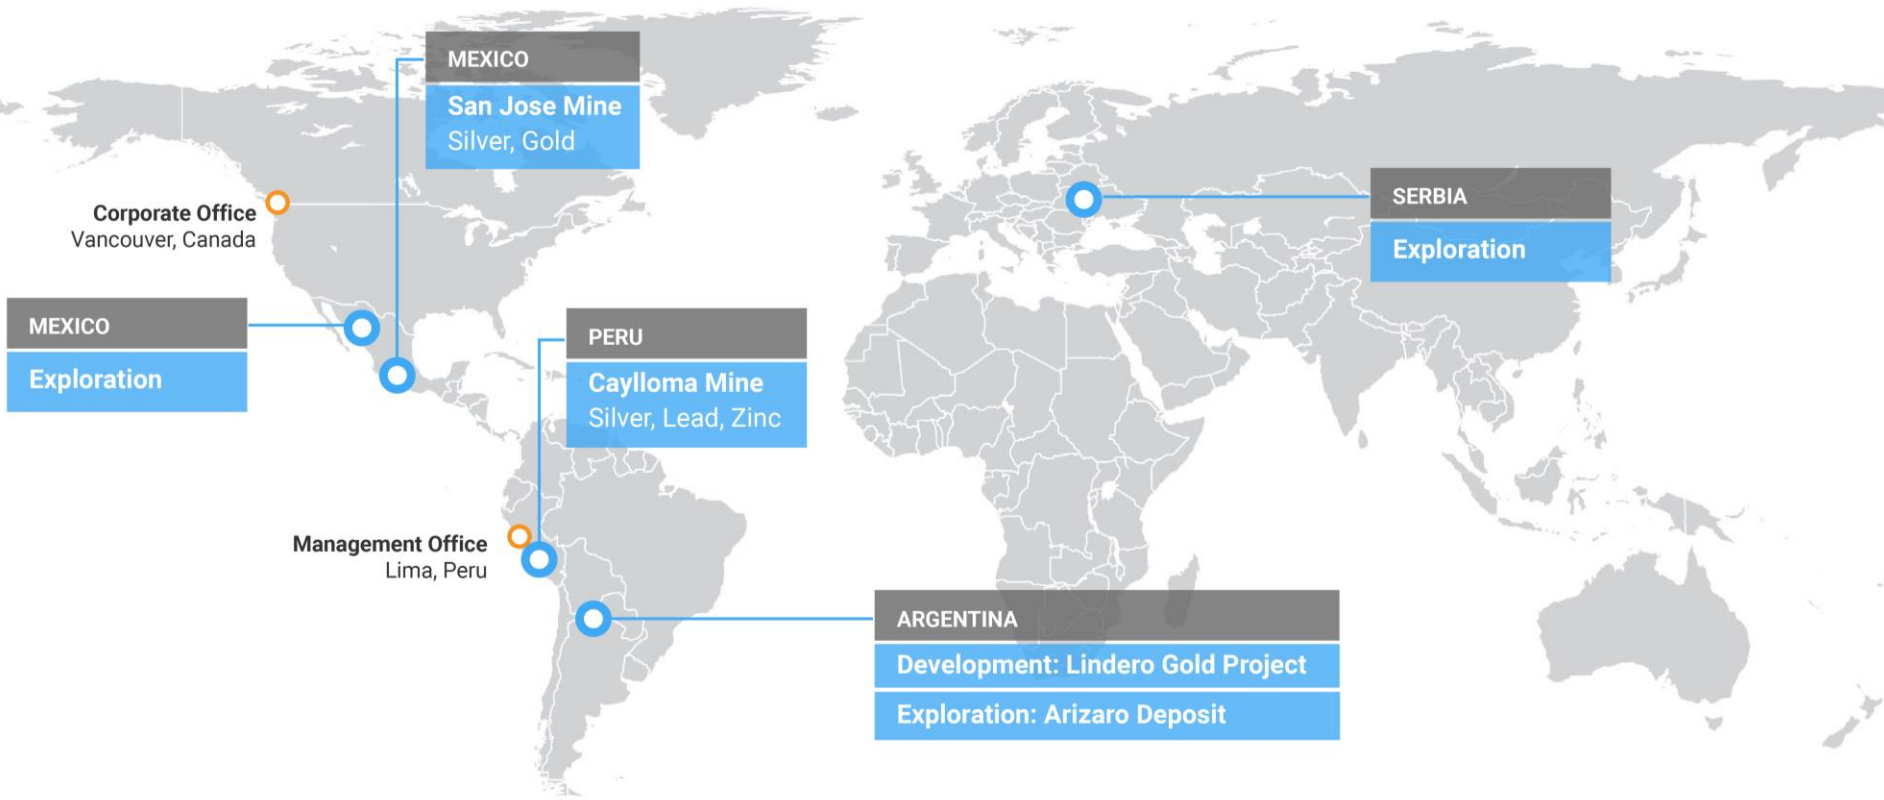 MEXICO
San Jose Mine
Silver, Gold
Corporate Office
Vancouver, Canada
SERBIA
Exploration
MEXICO
Exploration
PERU
Caylloma Mine
Silver, Lead, Zinc
Management Office
Lima, Peru
ARGENTINA
Development: Lindero Gold Project
Exploration: Arizaro Deposit